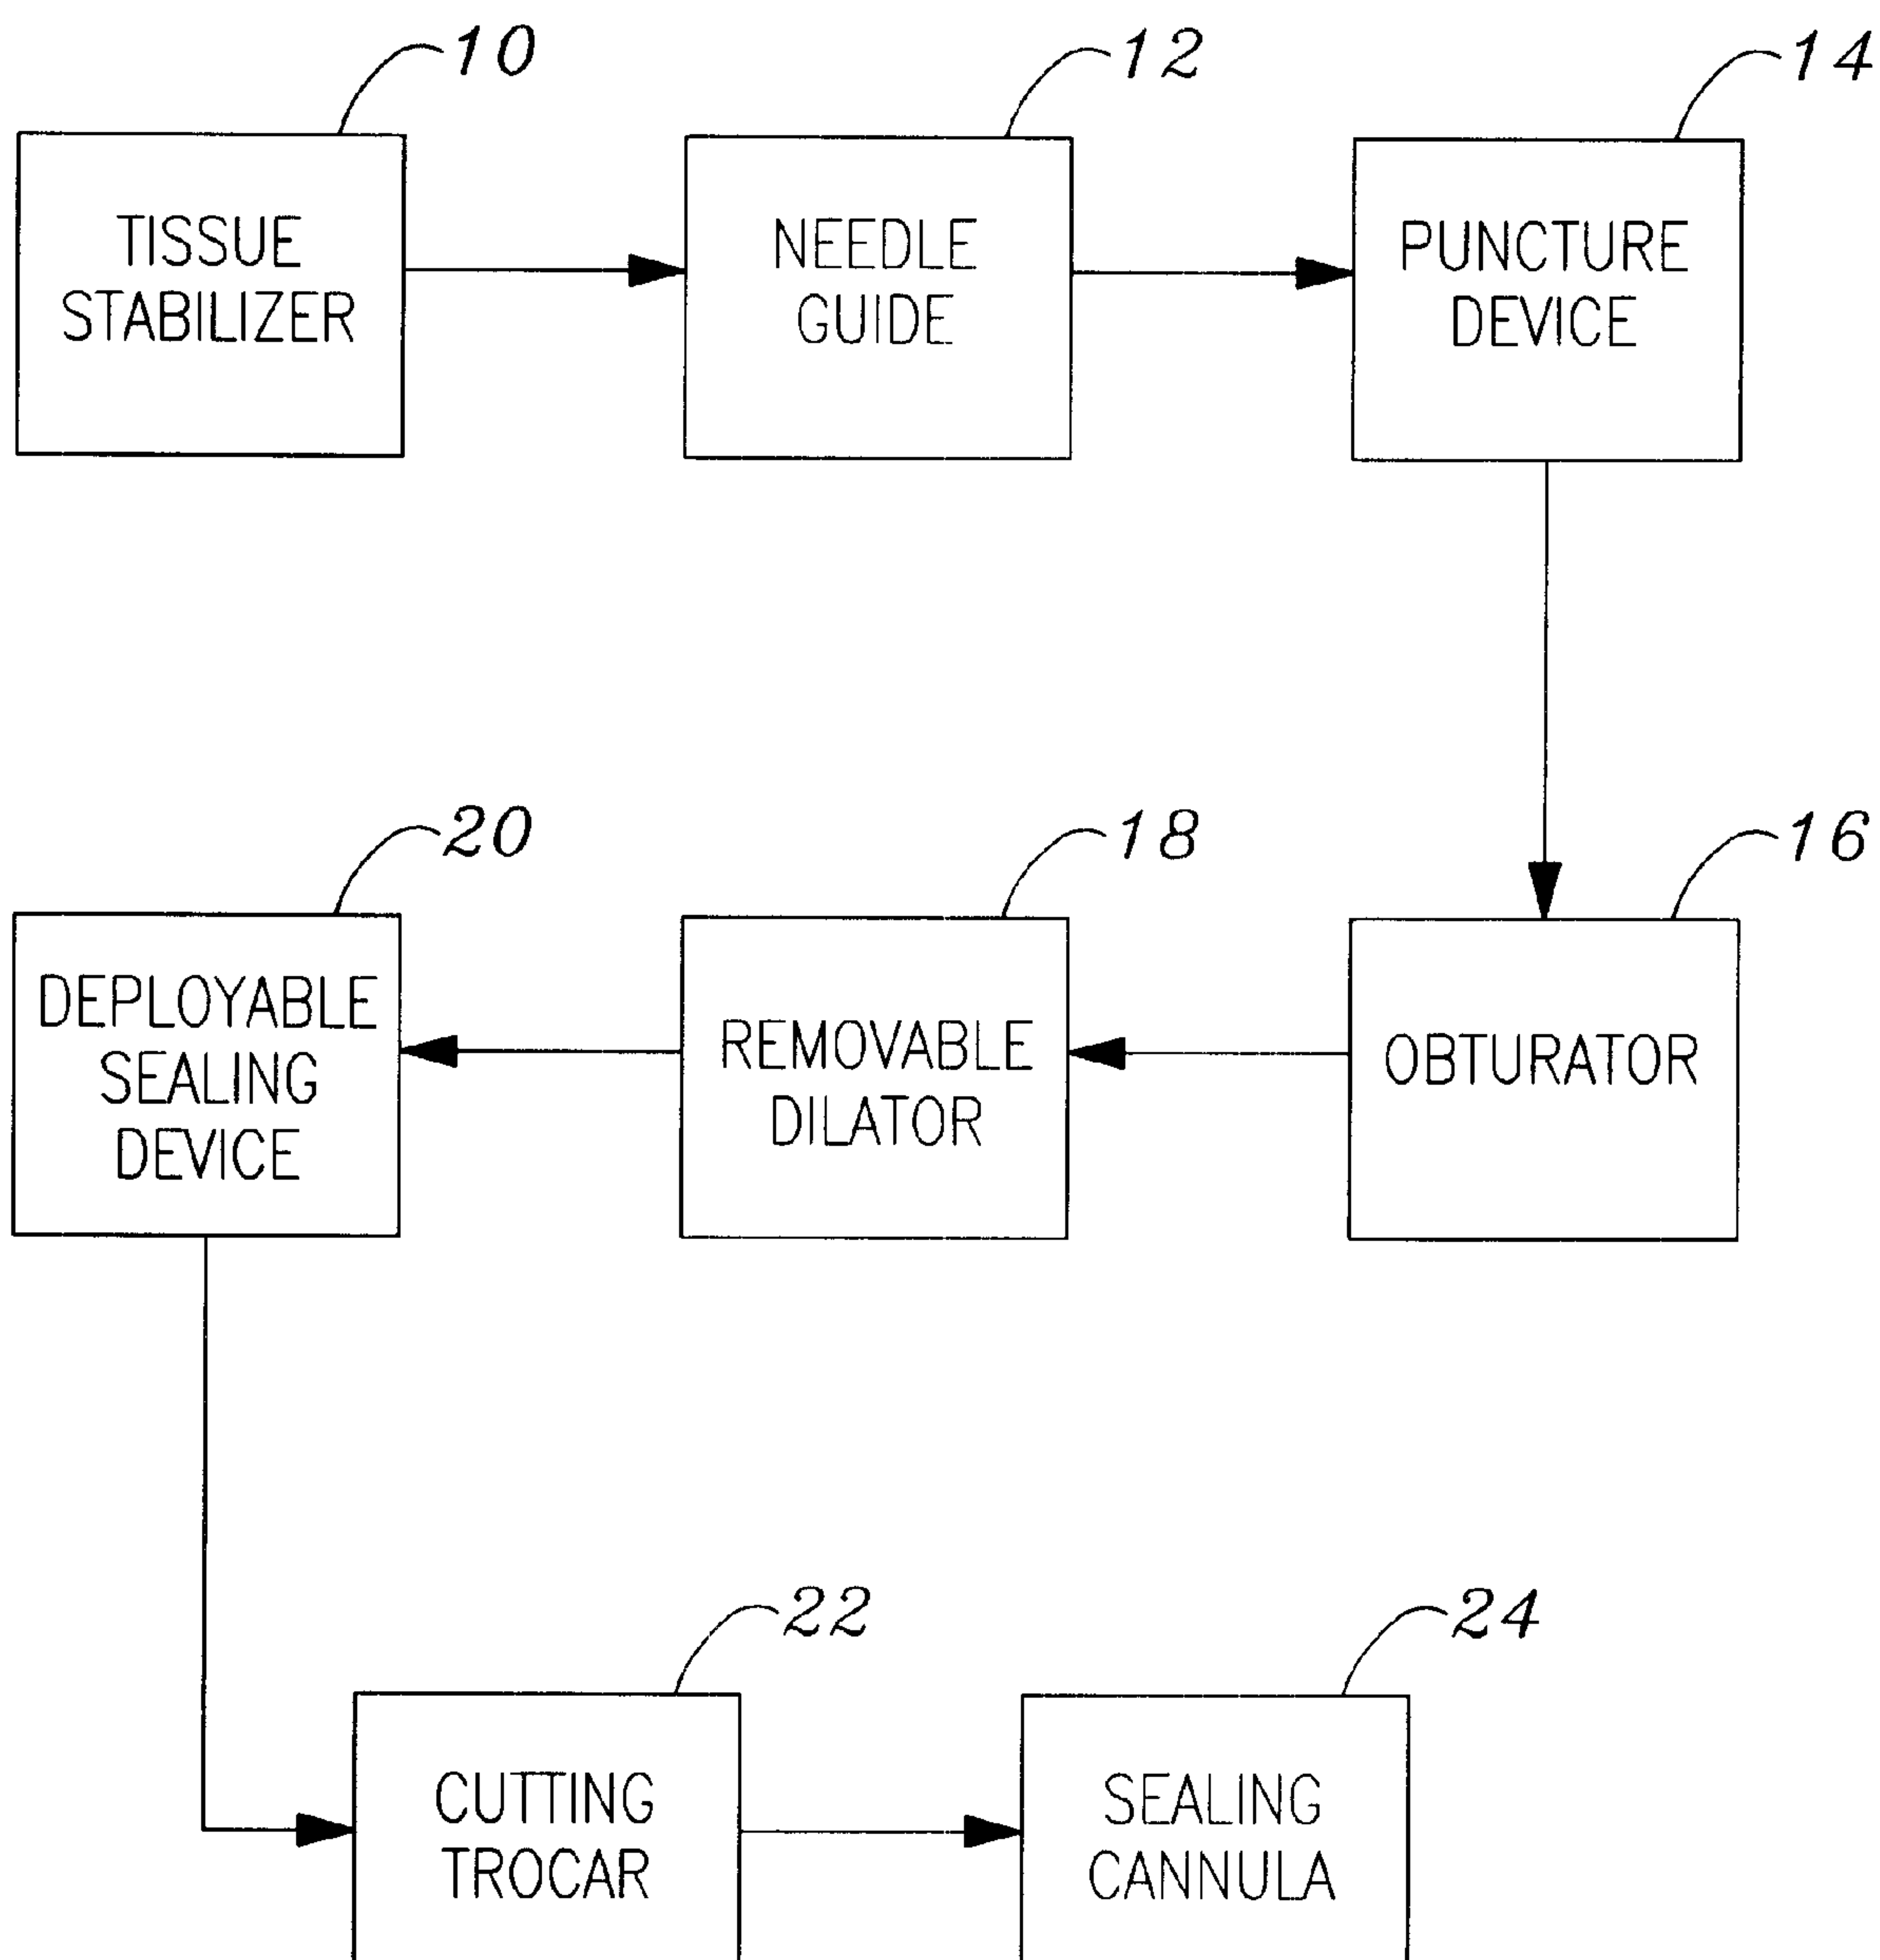 10
12
14
TISSUE
STABILIZER
NEEDLE
GUIDE
PUNCTURE
DEVICE
20
18
16
DEPLOYABLE
SEALING
DEVICE
REMOVABLE
DILATOR
OBTURATOR
22
24
CUTTING
TROCAR
SEALING
CANNULA